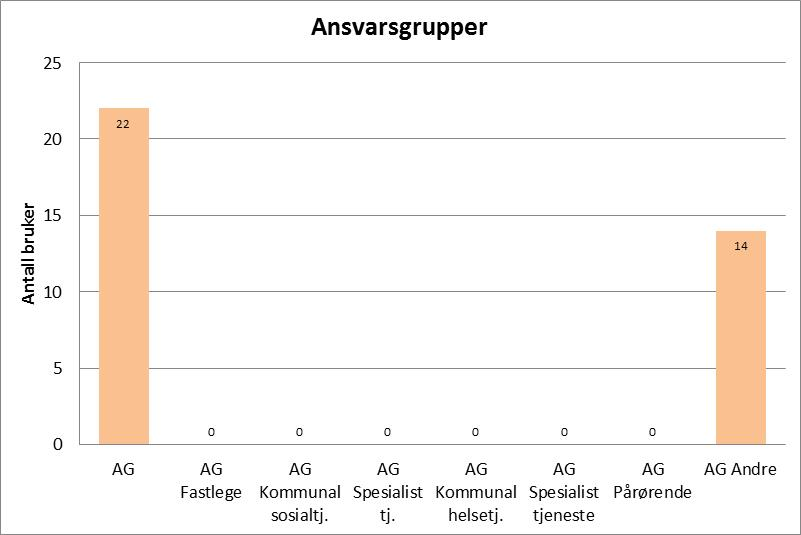 Ansvarsgrupper
25
20
15
10
5
0
Antall bruker
22
0
0
0
0
0
0
14
AG
AG
Fastlege
AG
Kommunal
sosialtj.
AG
Spesialist
tj.
AG
Kommunal
helsetj.
AG
Spesialist
tjeneste
AG
Pårørende
AG Andre